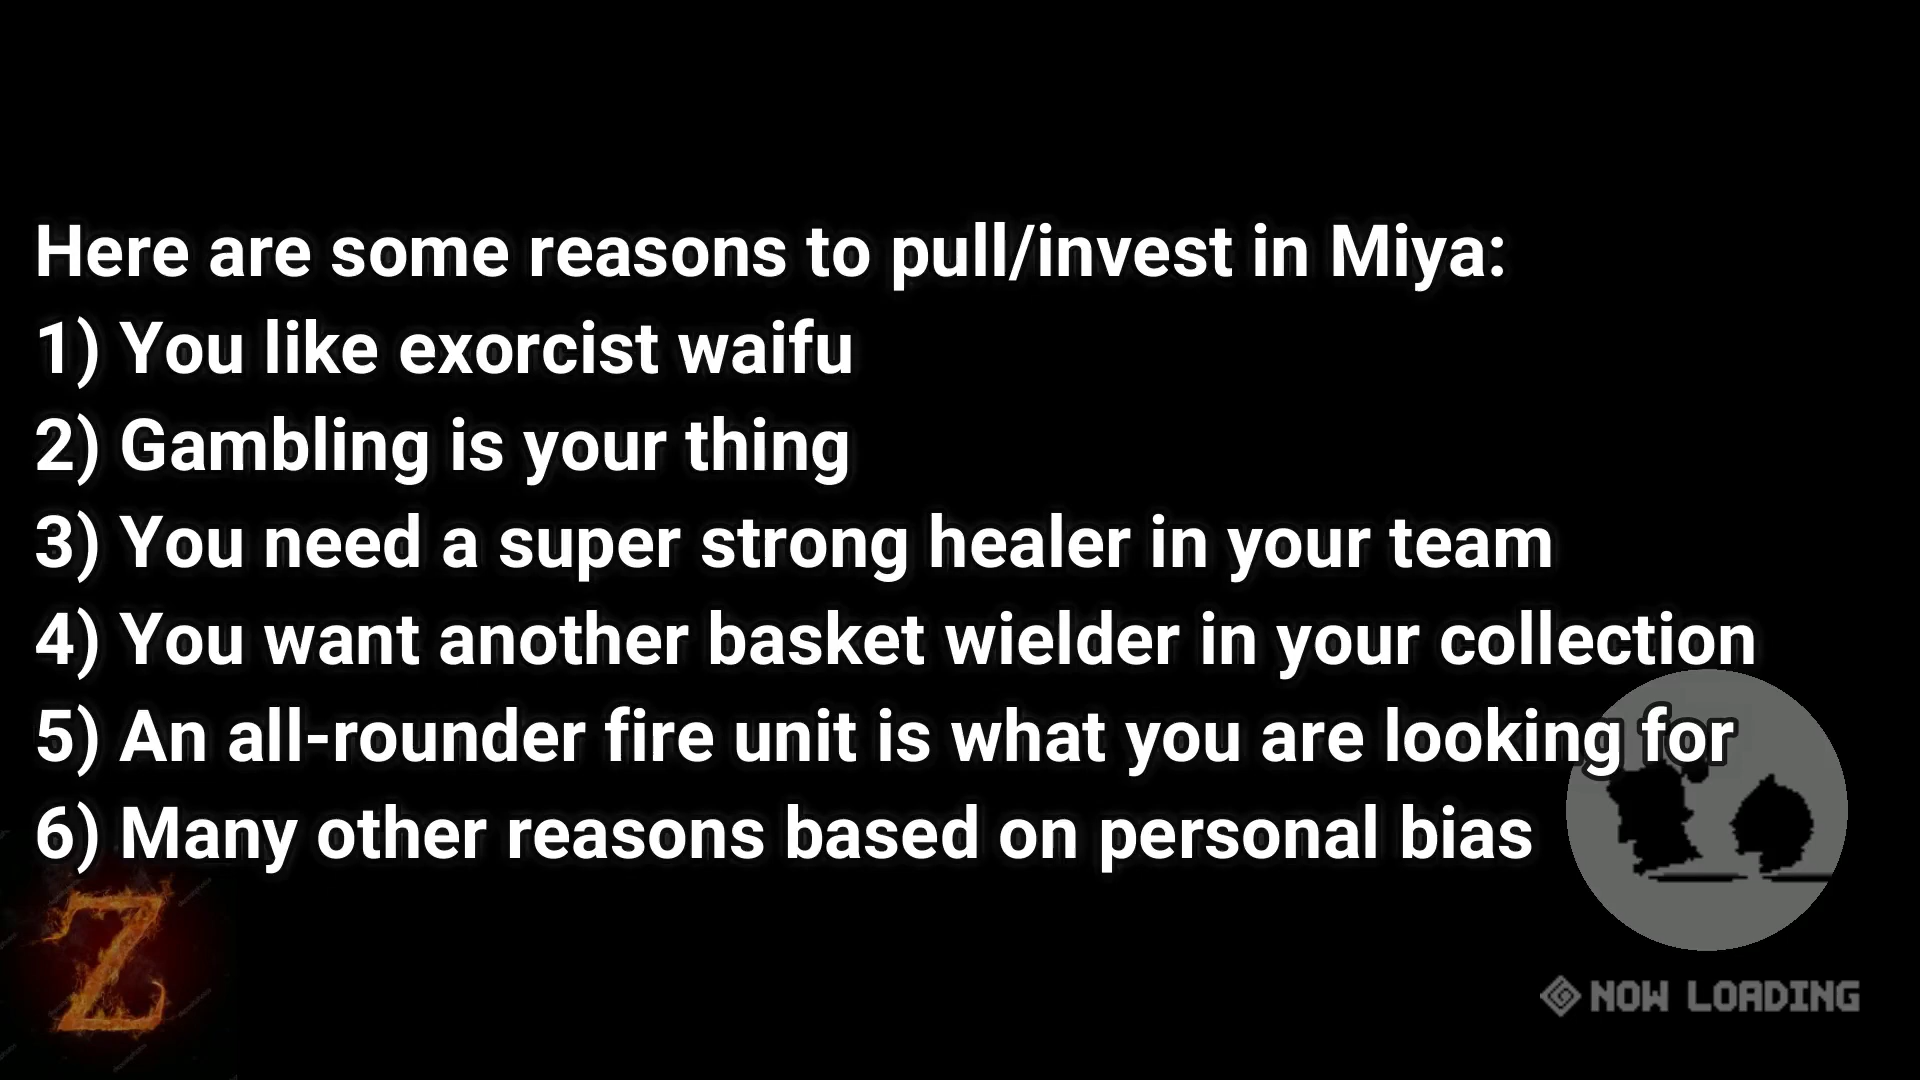 Here are some reasons to pull/invest in Miya:
1) You like exorcist waifu
2) Gambling is your thing
3) You need a super strong healer in your team
4) You want another basket wielder in your collection
5) An all-rounder fire unit is what you are looking for
6) Many other reasons based on personal bias
Z
NOW LOADING